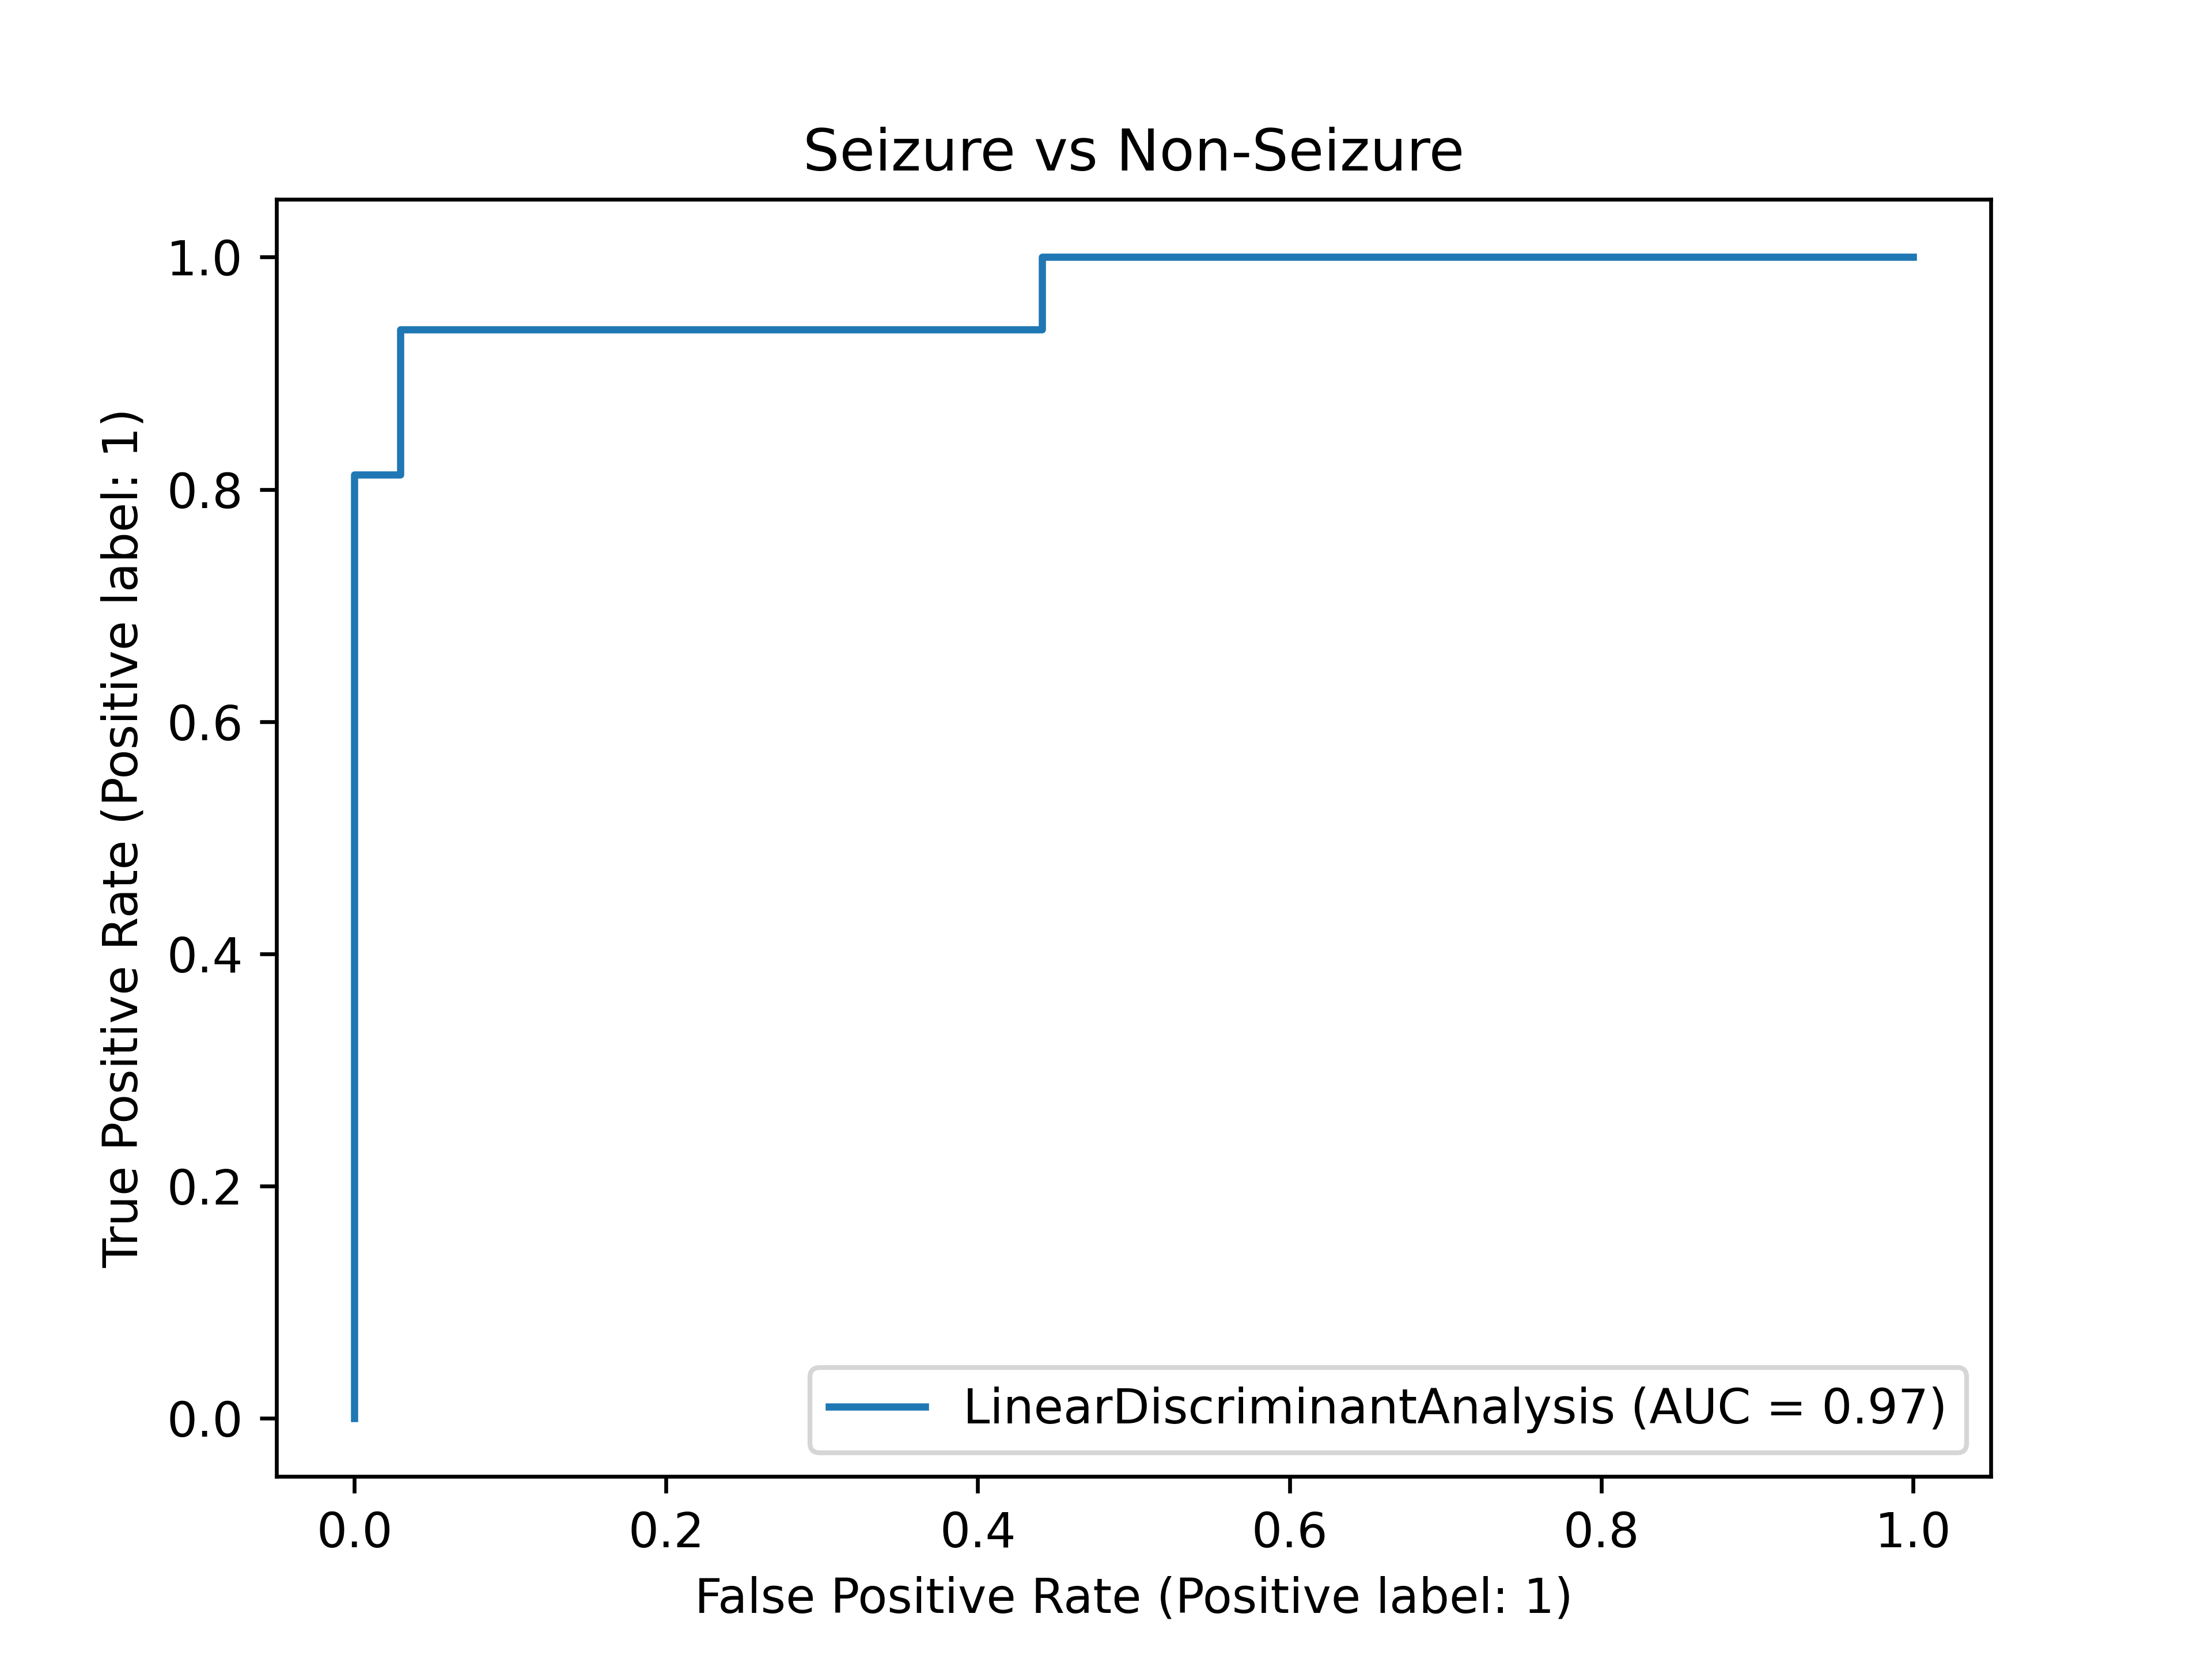 Seizure vs Non-Seizure
True Positive Rate (Positive label: 1)
1.0
0.8
0.6
0.4
0.2
0.0
LinearDiscriminantAnalysis (AUC = 0.97)
0.0 0.2 0.4 0.6 0.8 1.0
False Positive Rate (Positive label: 1)